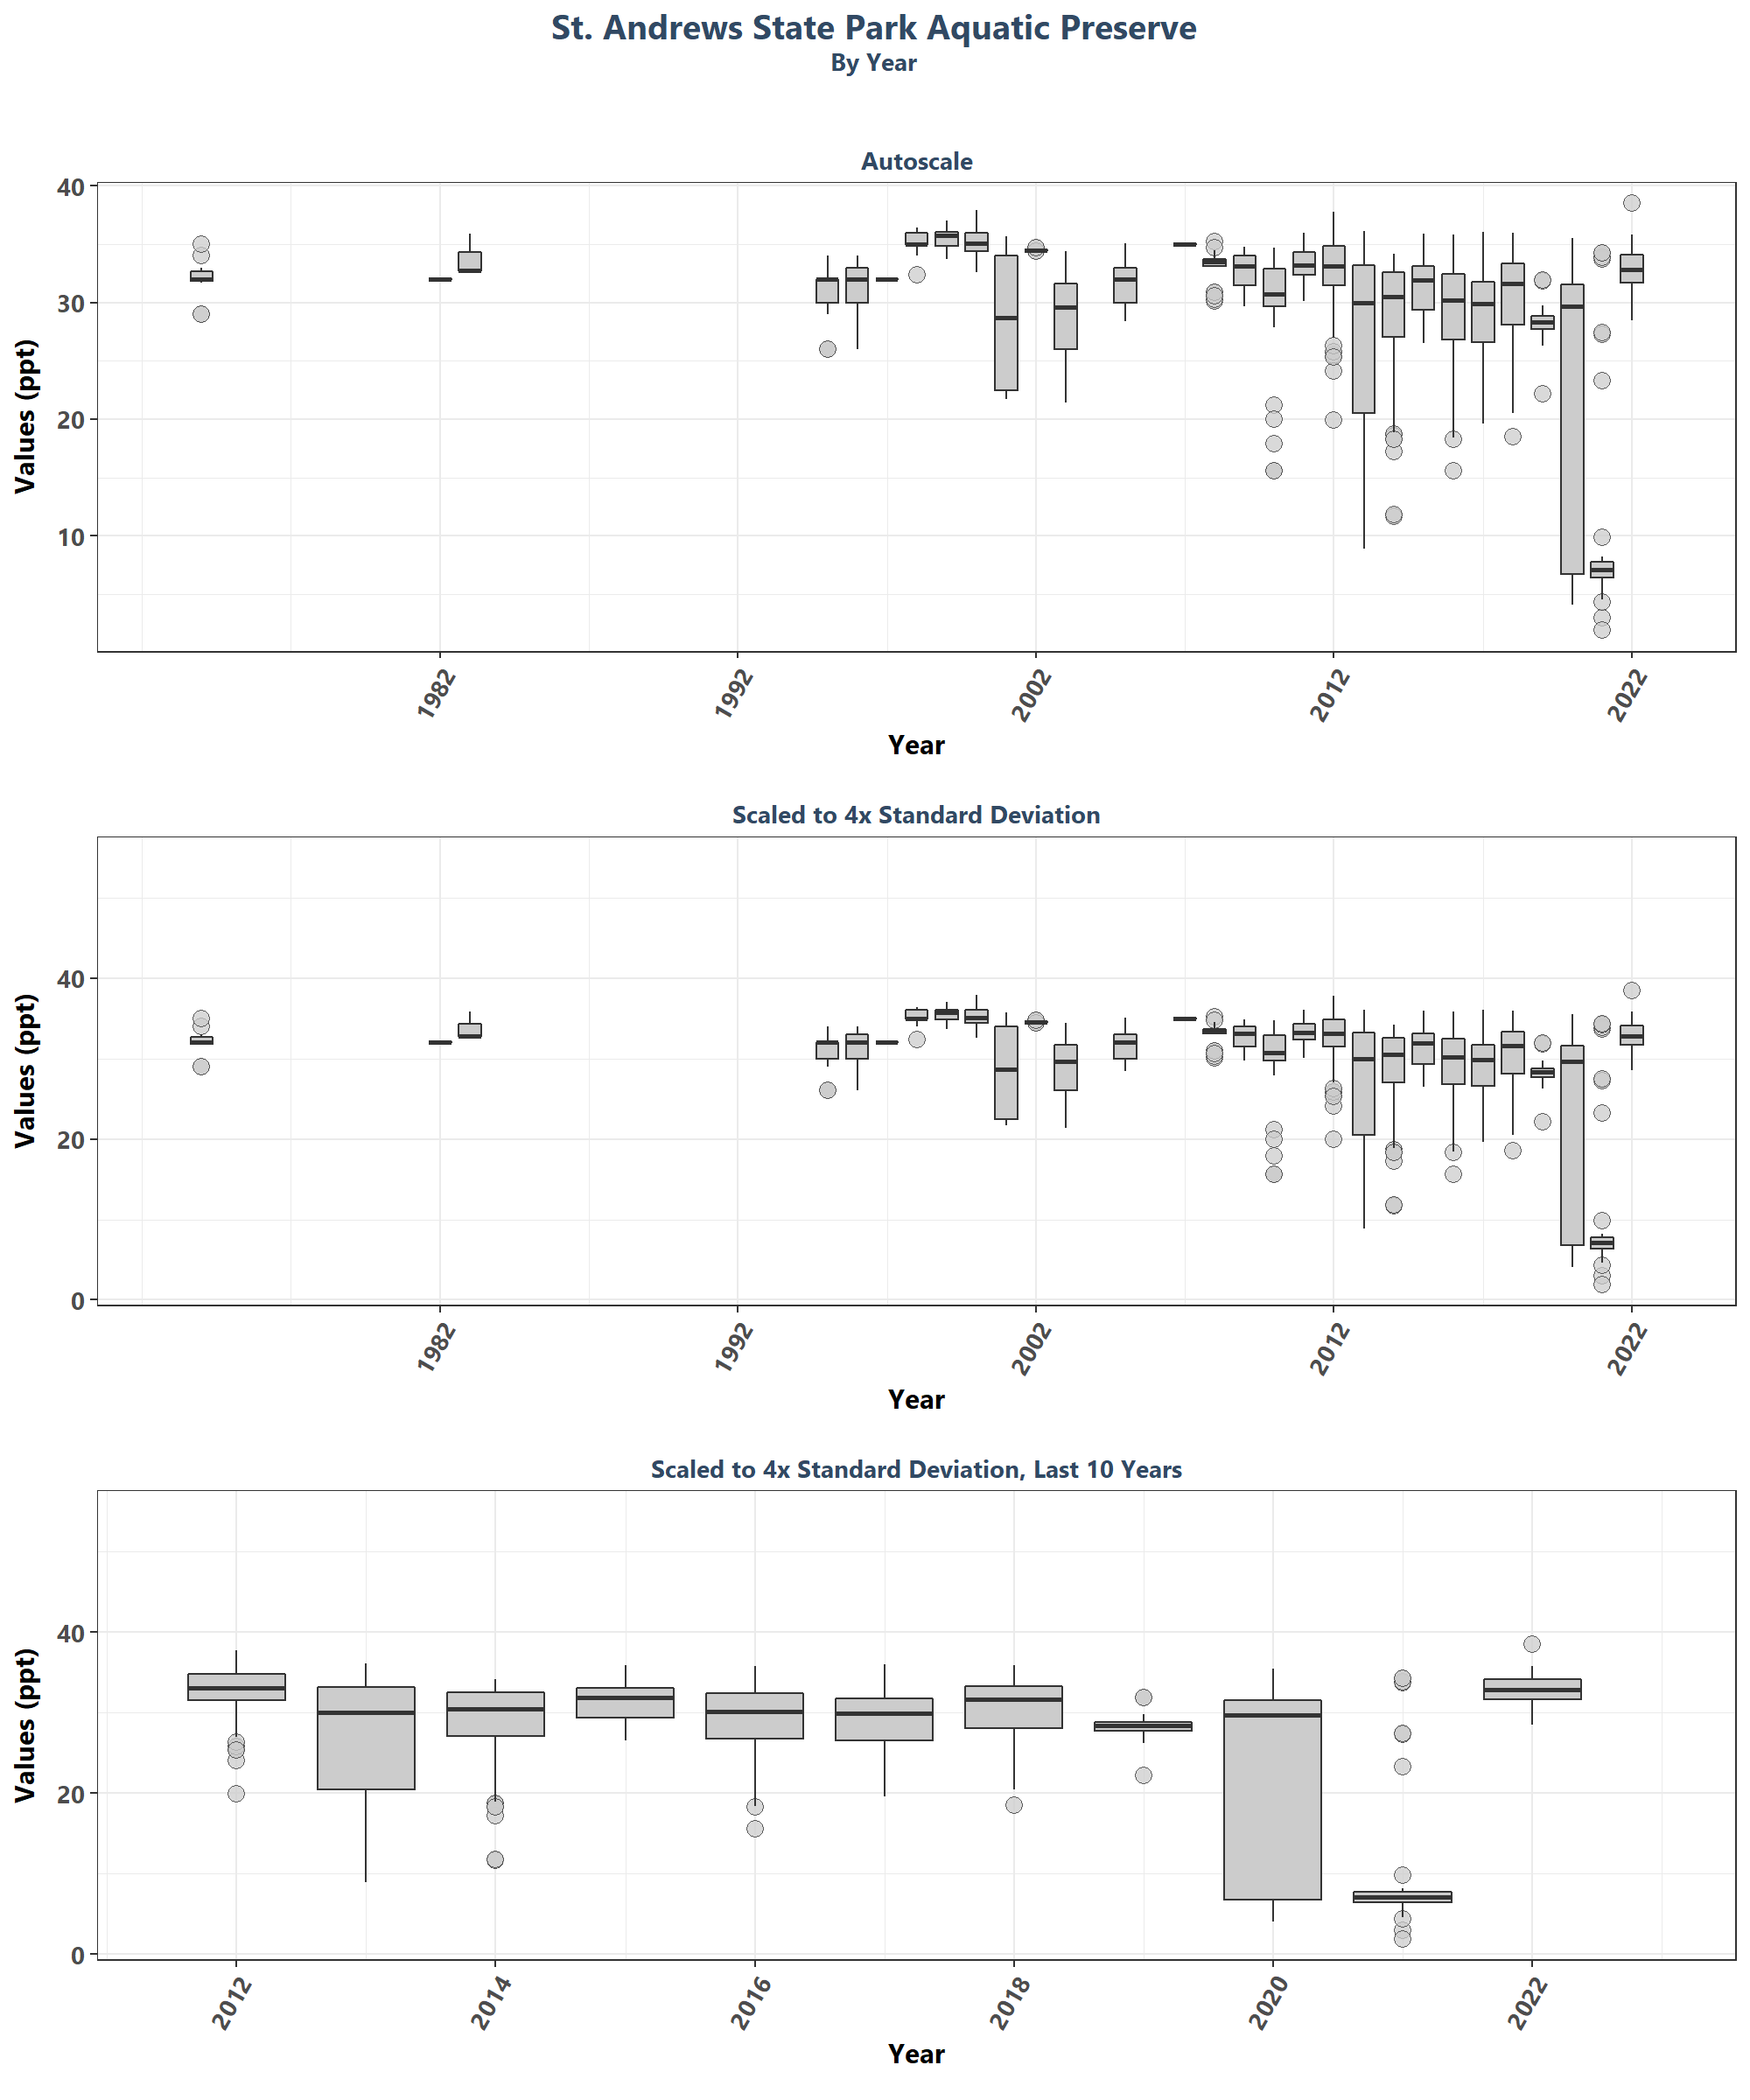 St. Andrews State Park Aquatic Preserve
By Year
Autoscale
Values (ppt)
40
30
20
10
1982
1992
2002
2012
2022
Year
Scaled to 4x Standard Deviation
Values (ppt)
40
20
0
1982
1992
2002
2012
2022
Year
Scaled to 4x Standard Deviation, Last 10 Years
Values (ppt)
40
20
0
2012
2014
2016
2018
2020
2022
Year